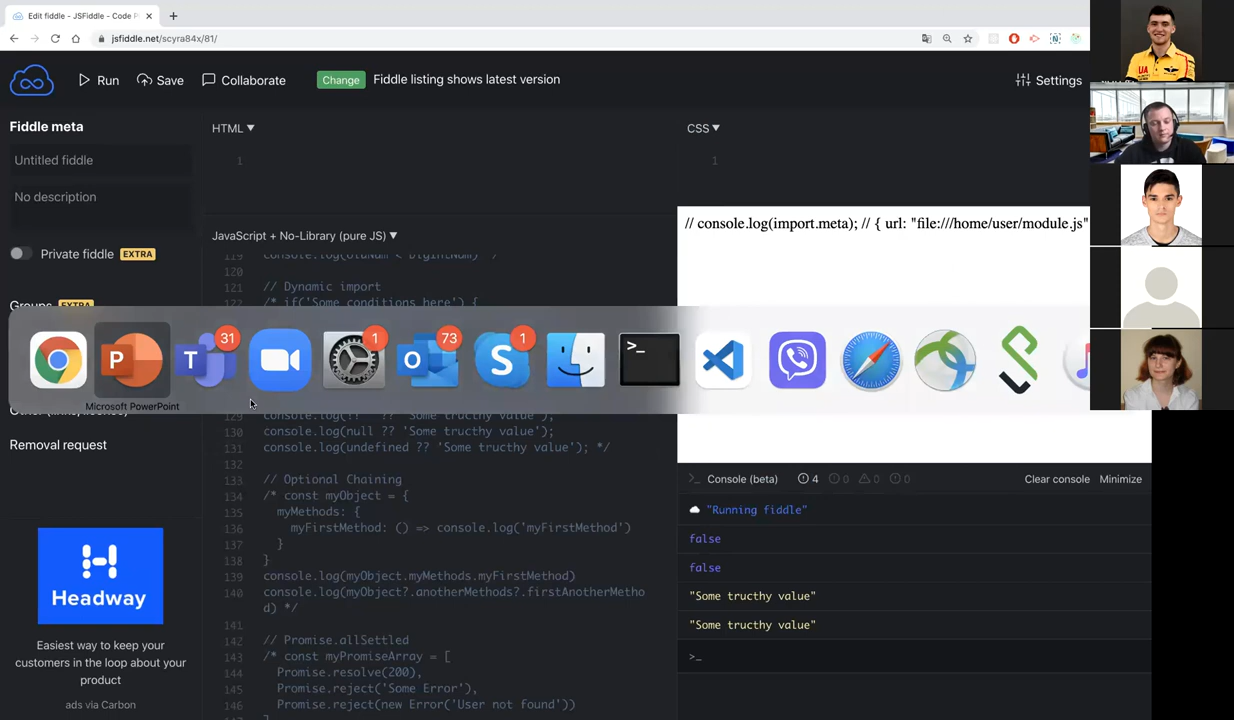 Edit fiddle - JSFiddle - Code P
jsfiddle.net/scyra84x/81/
Run
Save
Collaborate
Change
Fiddle listing shows latest version
Settings
UA
Fiddle meta
Untitled fiddle
No description
Private fiddle EXTRA
Groups EXTRA
Removal request
Headway
Easiest way to keep your
customers in the loop about your
product
ads via Carbon
HTML
1
CSS
1
JavaScript + No-Library (pure JS)
120
121 // Dynamic import
122 /* if('Some conditions here') {
P
T
31
1
O
73
S
1
>_
Microsoft PowerPoint
130 console.log(null ?? 'Some tructhy value');
131 console.log(undefined ?? 'Some tructhy value'); */
132
133 // Optional Chaining
134 /* const myObject = {
135 myMethods: {
136 myFirstMethod: () => console.log('myFirstMethod')
137 }
138 }
139 console.log(myObject.myMethods.myFirstMethod)
140 console.log(myObject?.anotherMethods?.firstAnotherMetho
d) */
141
142 // Promise.allSettled
143 /* const myPromiseArray = [
144 Promise.resolve(200),
145 Promise.reject('Some Error'),
146 Promise.reject(new Error('User not found'))
// console.log(import.meta); // { url: "file:///home/user/module.js"
>_ Console (beta) 4 0 0 0
Clear console Minimize
"Running fiddle"
false
false
"Some tructhy value"
"Some tructhy value"
>_